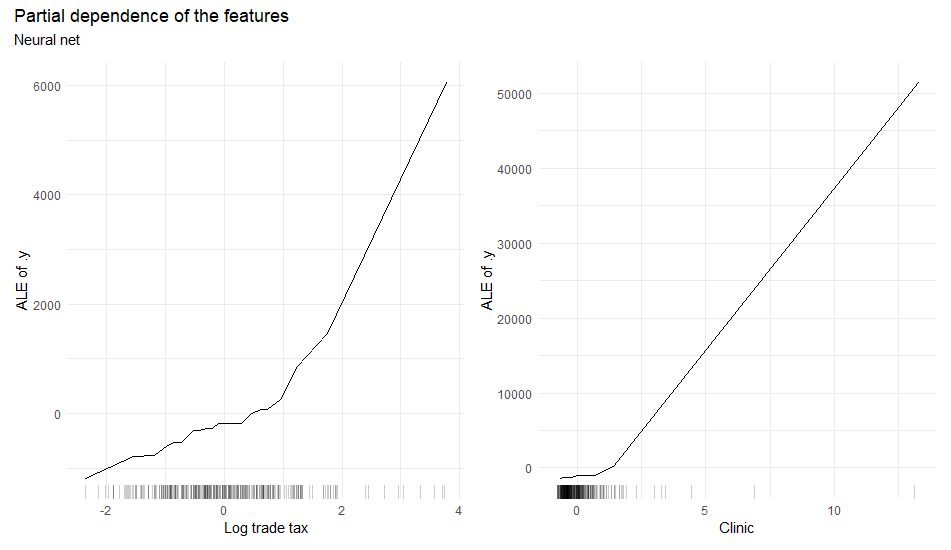 Partial dependence of the features
Neural net
ALE of .y
6000
4000
2000
0
-2
0
2
4
Log trade tax
ALE of .y
50000
40000
30000
20000
10000
0
0
5
10
Clinic